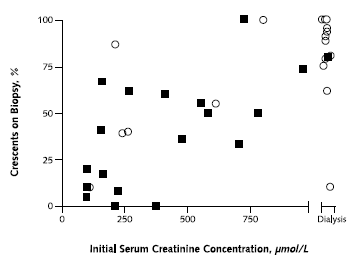 100
75
50
25
0
Crescents on Biopsy, %
0 250 500 750 Dialysis
Initial Serum Creatinine Concentration, µmol/L